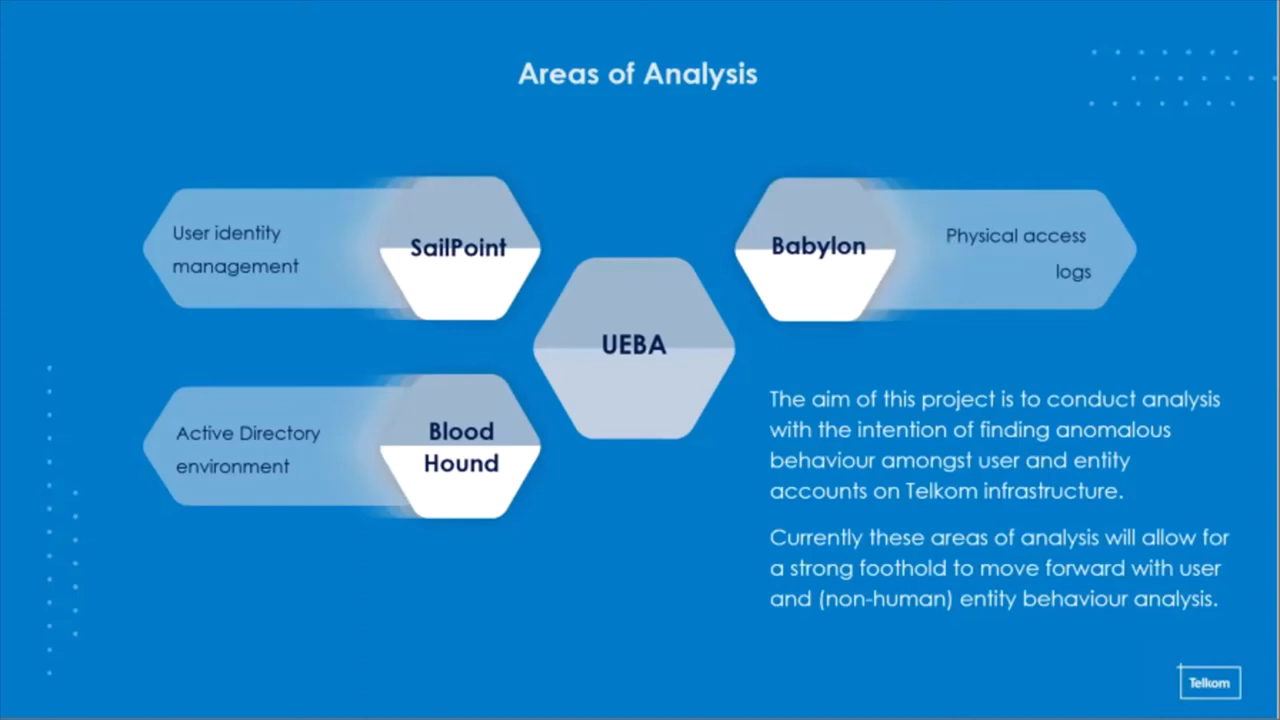 Areas of Analysis
User identity
management
SailPoint
Babylon
Physical access
logs
UEBA
Active Directory
environment
Blood
Hound
The aim of this project is to conduct analysis
with the intention of finding anomalous
behaviour amongst user and entity
accounts on Telkom infrastructure.
Currently these areas of analysis will allow for
a strong foothold to move forward with user
and (non-human) entity behaviour analysis.
Telkom